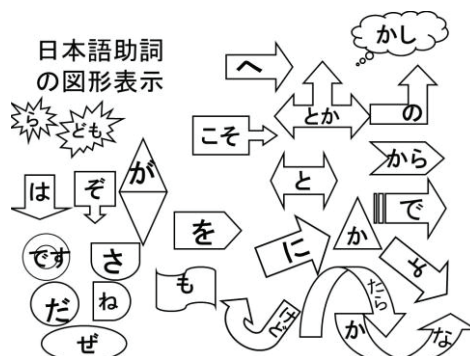 日本語助詞
の図形表示
かし
へ
ら
ども
とか
の
こそ
から
が
は
ぞ
と
で
を
か
に
よ
です
さ
も
たら
だ
ね
けど
か
な
ぜ